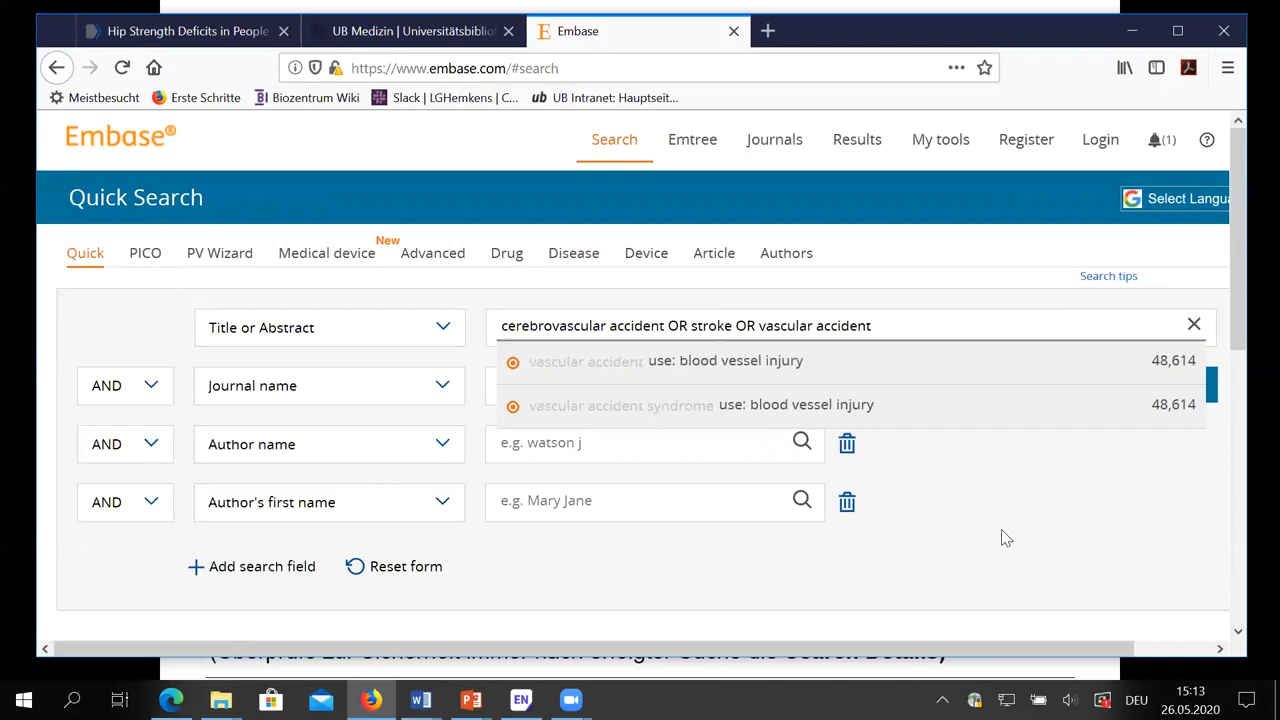 Hip Strength Deficits in People
UB Medizin | Universitätsbibliot
Embase
https://www.embase.com/#search
Meistbesucht
Erste Schritte
Biozentrum Wiki
Slack | LGHemkens | C...
UB Intranet: Hauptseit...
Embase®
Search
Emtree
Journals
Results
My tools
Register
Login
(1)
Quick Search
Select Langua
Quick
PICO
PV Wizard
Medical device
New
Advanced
Drug
Disease
Device
Article
Authors
Search tips
Title or Abstract
cerebrovascular accident OR stroke OR vascular accident
vascular accident use: blood vessel injury 48,614
AND
Journal name
vascular accident syndrome use: blood vessel injury 48,614
AND
Author name
e.g. watson j
AND
Author's first name
e.g. Mary Jane
Add search field
Reset form
DEU
15:13
26.05.2020